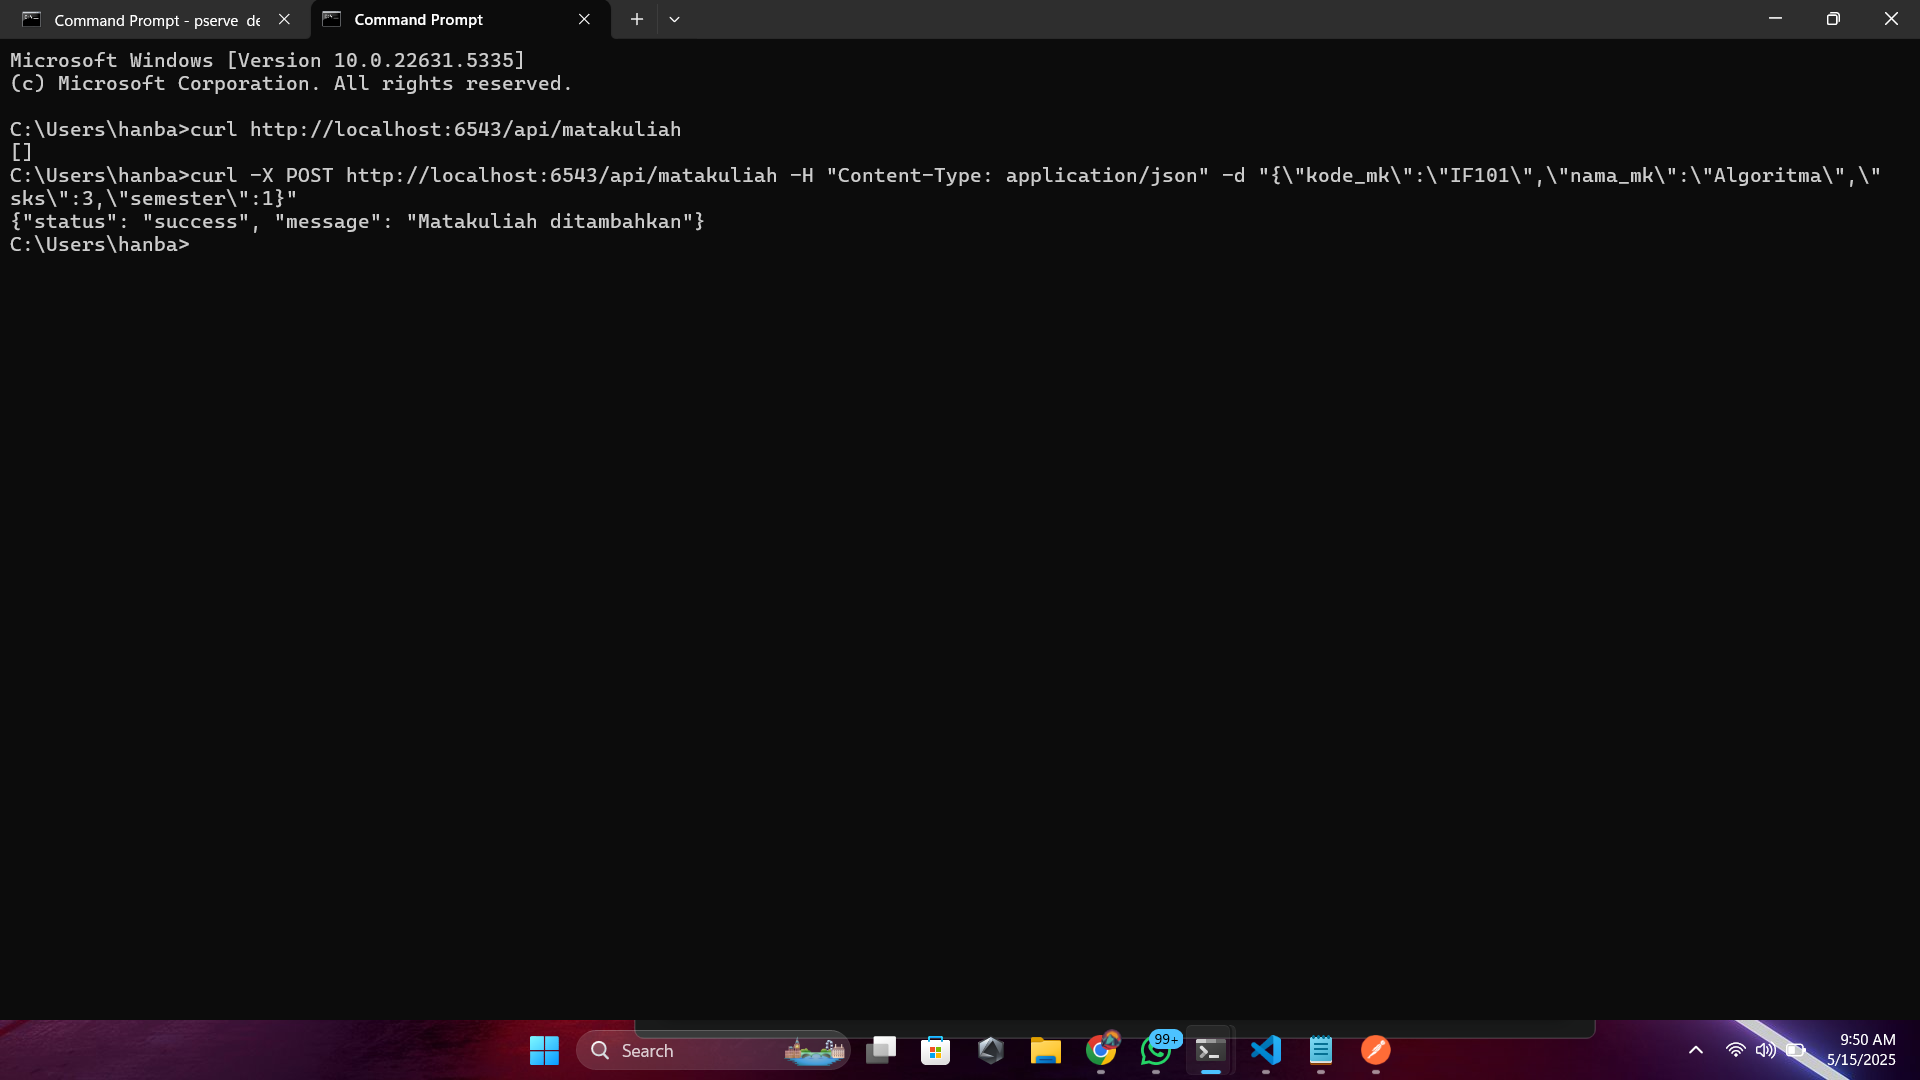 Command Prompt - pserve de
Command Prompt
Microsoft Windows [Version 10.0.22631.5335]
(c) Microsoft Corporation. All rights reserved.
C:\Users\hanba>curl http://localhost:6543/api/matakuliah
[]
C:\Users\hanba>curl -X POST http://localhost:6543/api/matakuliah -H "Content-Type: application/json" -d "{\"kode_mk\":\"IF101\",\"nama_mk\":\"Algoritma\",\"
sks\":3,\"semester\":1}"
{"status": "success", "message": "Matakuliah ditambahkan"}
C:\Users\hanba>
Search
99+
9:50 AM
5/15/2025